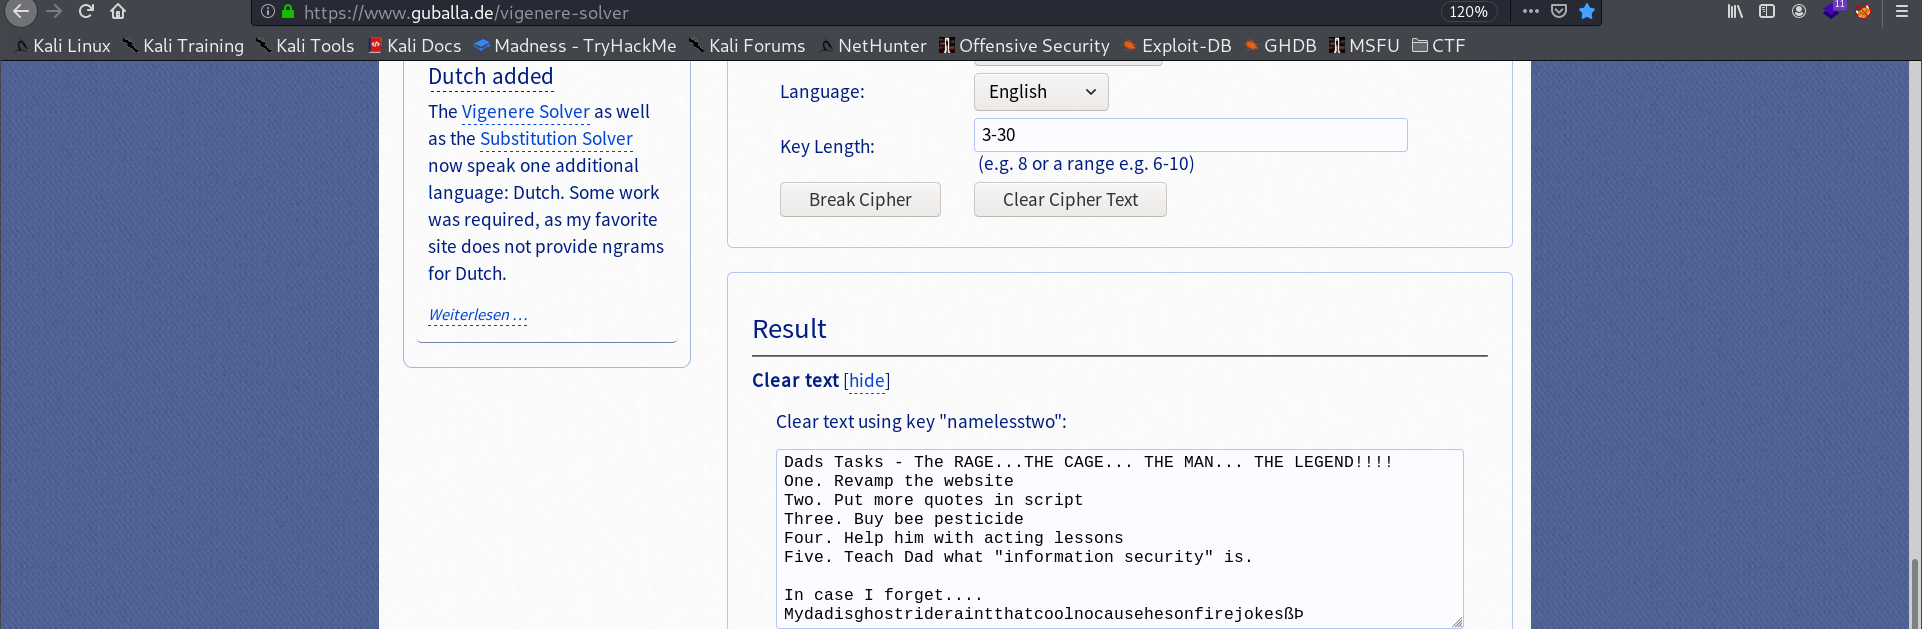 https://www.guballa.de/vigenere-solver
120%
11
Kali Linux Kali Training Kali Tools Kali Docs Madness - TryHackMe Kali Forums NetHunter Offensive Security Exploit-DB GHDB MSFU CTF
Dutch added
The Vigenere Solver as well
as the Substitution Solver
now speak one additional
language: Dutch. Some work
was required, as my favorite
site does not provide ngrams
for Dutch.
Weiterlesen …
Language:
English
Key Length:
3-30
(e.g. 8 or a range e.g. 6-10)
Break Cipher Clear Cipher Text
Result
Clear text [hide]
Clear text using key "namelesstwo":
Dads Tasks - The RAGE...THE CAGE... THE MAN... THE LEGEND!!!!
One. Revamp the website
Two. Put more quotes in script
Three. Buy bee pesticide
Four. Help him with acting lessons
Five. Teach Dad what "information security" is.
In case I forget....
MydadisghostrideraintthatcoolnocausehesonfirejokesßÞ